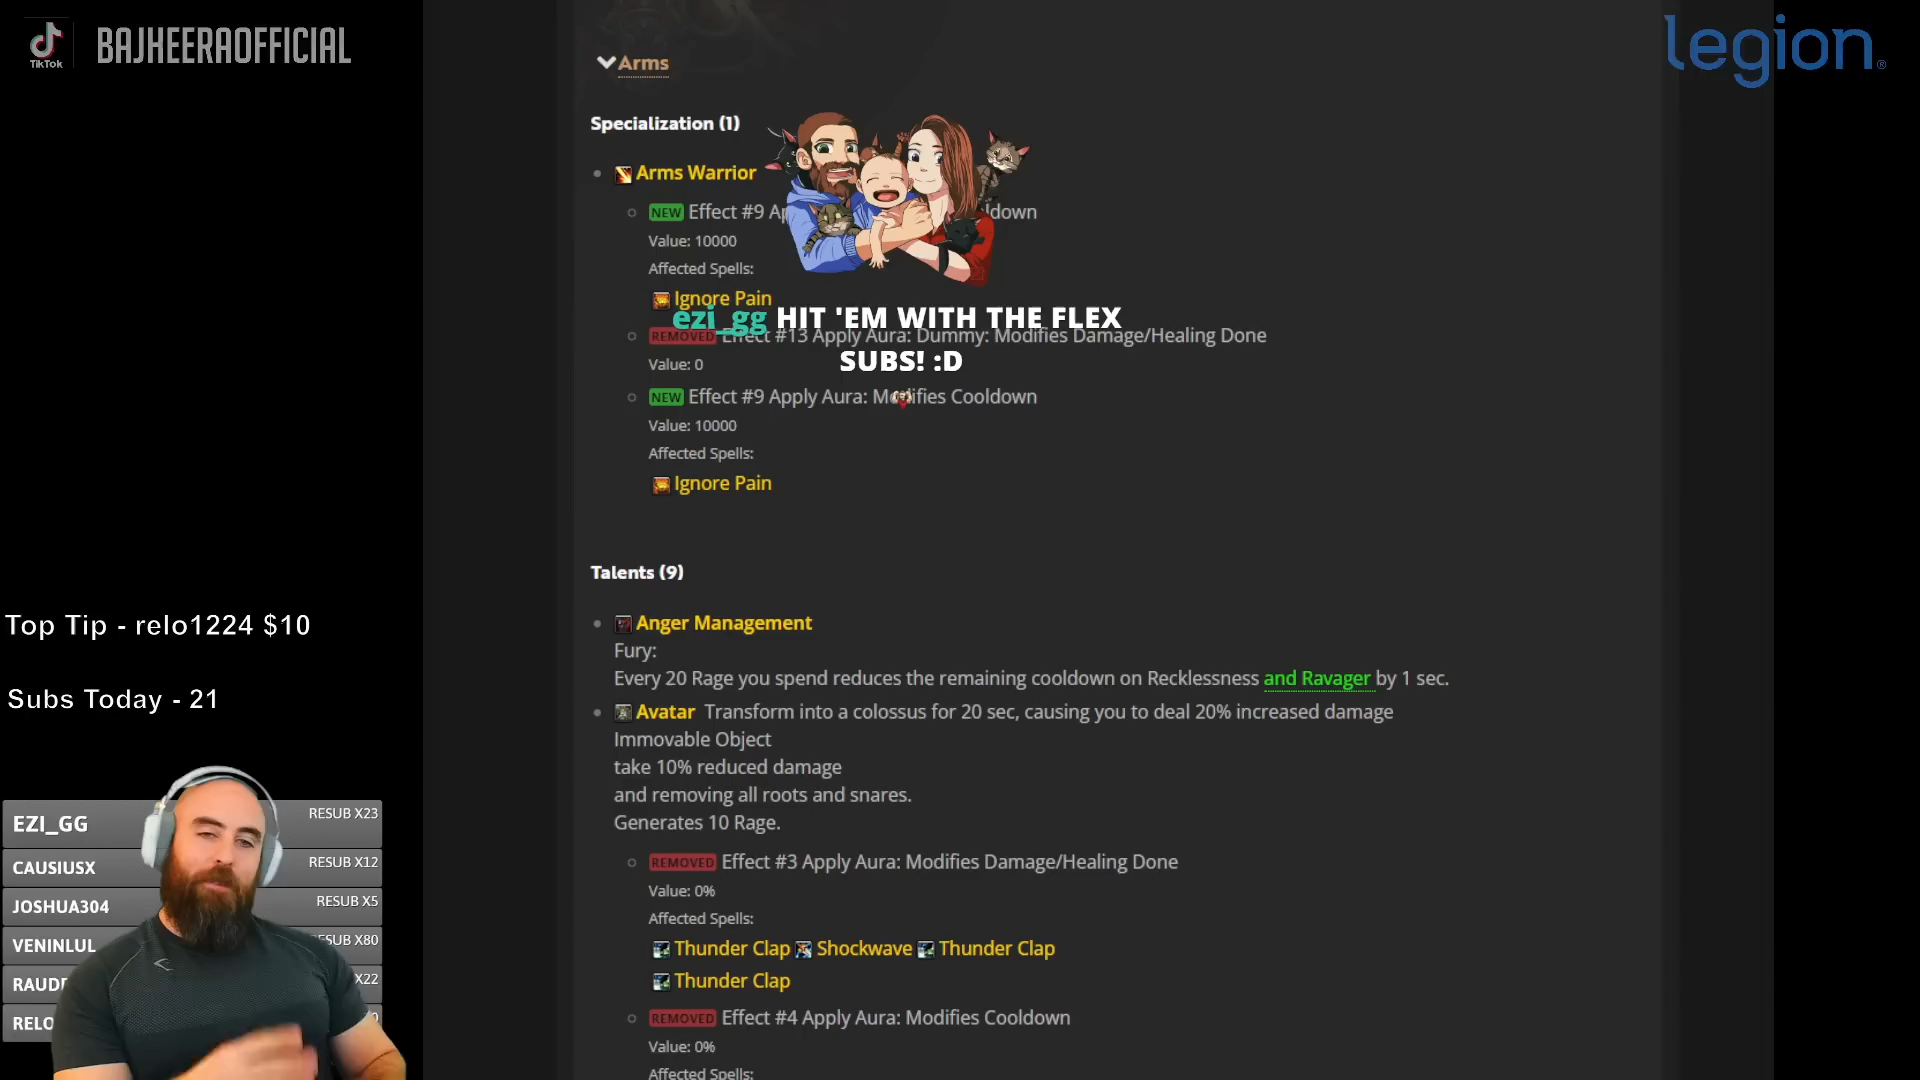 TikTok
BAJHEERAOFFICIAL
legion®
Arms
Specialization (1)
Arms Warrior
NEW Effect #9 Ap ldown
Value: 10000
Affected Spells:
Ignore Pain
ezi_gg HIT 'EM WITH THE FLEX
SUBS! :D
REMOVED Effect #13 Apply Aura: Dummy: Modifies Damage/Healing Done
Value: 0
NEW Effect #9 Apply Aura: Modifies Cooldown
Value: 10000
Affected Spells:
Ignore Pain
Talents (9)
Anger Management
Fury:
Every 20 Rage you spend reduces the remaining cooldown on Recklessness and Ravager by 1 sec.
Avatar Transform into a colossus for 20 sec, causing you to deal 20% increased damage
Immovable Object
take 10% reduced damage
and removing all roots and snares.
Generates 10 Rage.
REMOVED Effect #3 Apply Aura: Modifies Damage/Healing Done
Value: 0%
Affected Spells:
Thunder Clap Shockwave Thunder Clap
Thunder Clap
REMOVED Effect #4 Apply Aura: Modifies Cooldown
Value: 0%
Affected Spells:
Top Tip - relo1224 $10
Subs Today - 21
EZI_GG RESUB X23
CAUSIUSX RESUB X12
JOSHUA304 RESUB X5
VENINLUL ESUB X80
RAUDE X22
RELO